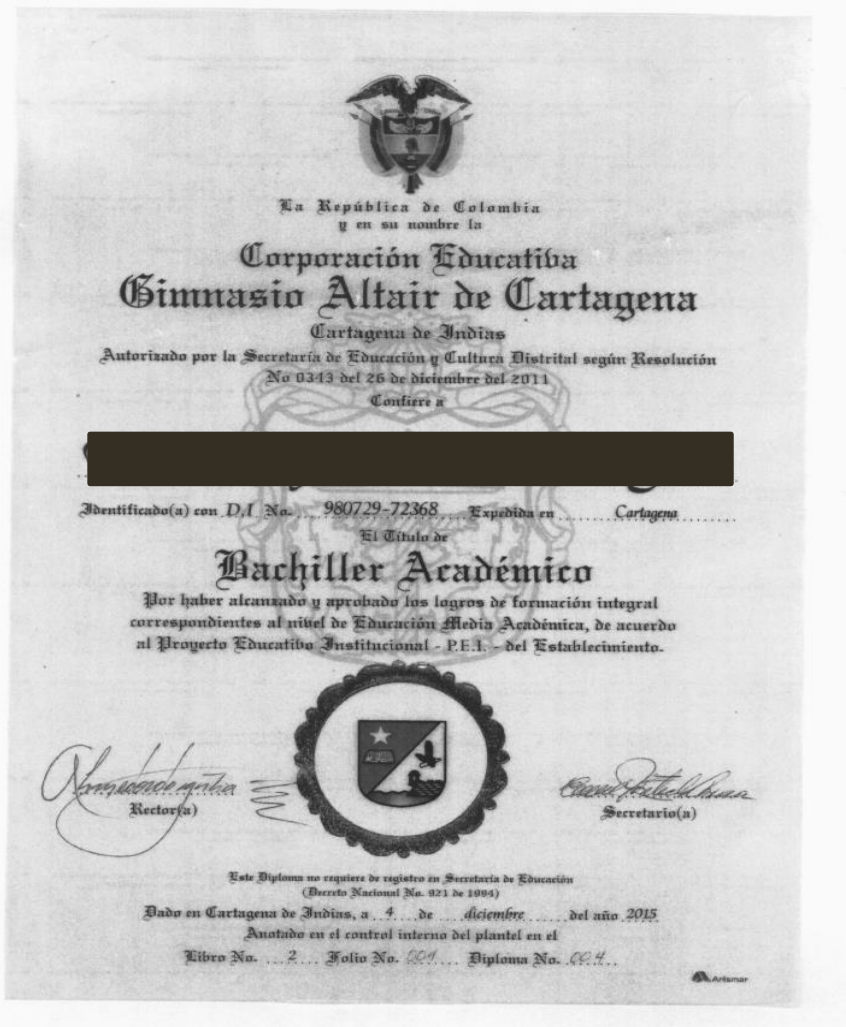 La República de Colombia
y en su nombre la
Corporación Educativa
Gimnasio Altair de Cartagena
Cartagena de Indias
Autorizado por la Secretaría de Educación y Cultura Distrital según Resolución
No 0343 del 26 de diciembre del 2011
Confiere a
Identificado(a) con D.I No. 980729-72368 Expedida en Cartagena
El Título de
Bachiller Académico
Por haber alcanzado y aprobado los logros de formación integral
correspondientes al nivel de Educación Media Académica, de acuerdo
al Proyecto Educativo Institucional - P.E.I. - del Establecimiento.
Rector(a)
Secretario(a)
Este Diploma no requiere de registro en Secretaría de Educación
(Decreto Nacional No. 921 de 1994)
Dado en Cartagena de Indias, a 4 de diciembre del año 2015
Anotado en el control interno del plantel en el
Libro No. 2 Folio No. 004 Diploma No. 004
Artismar